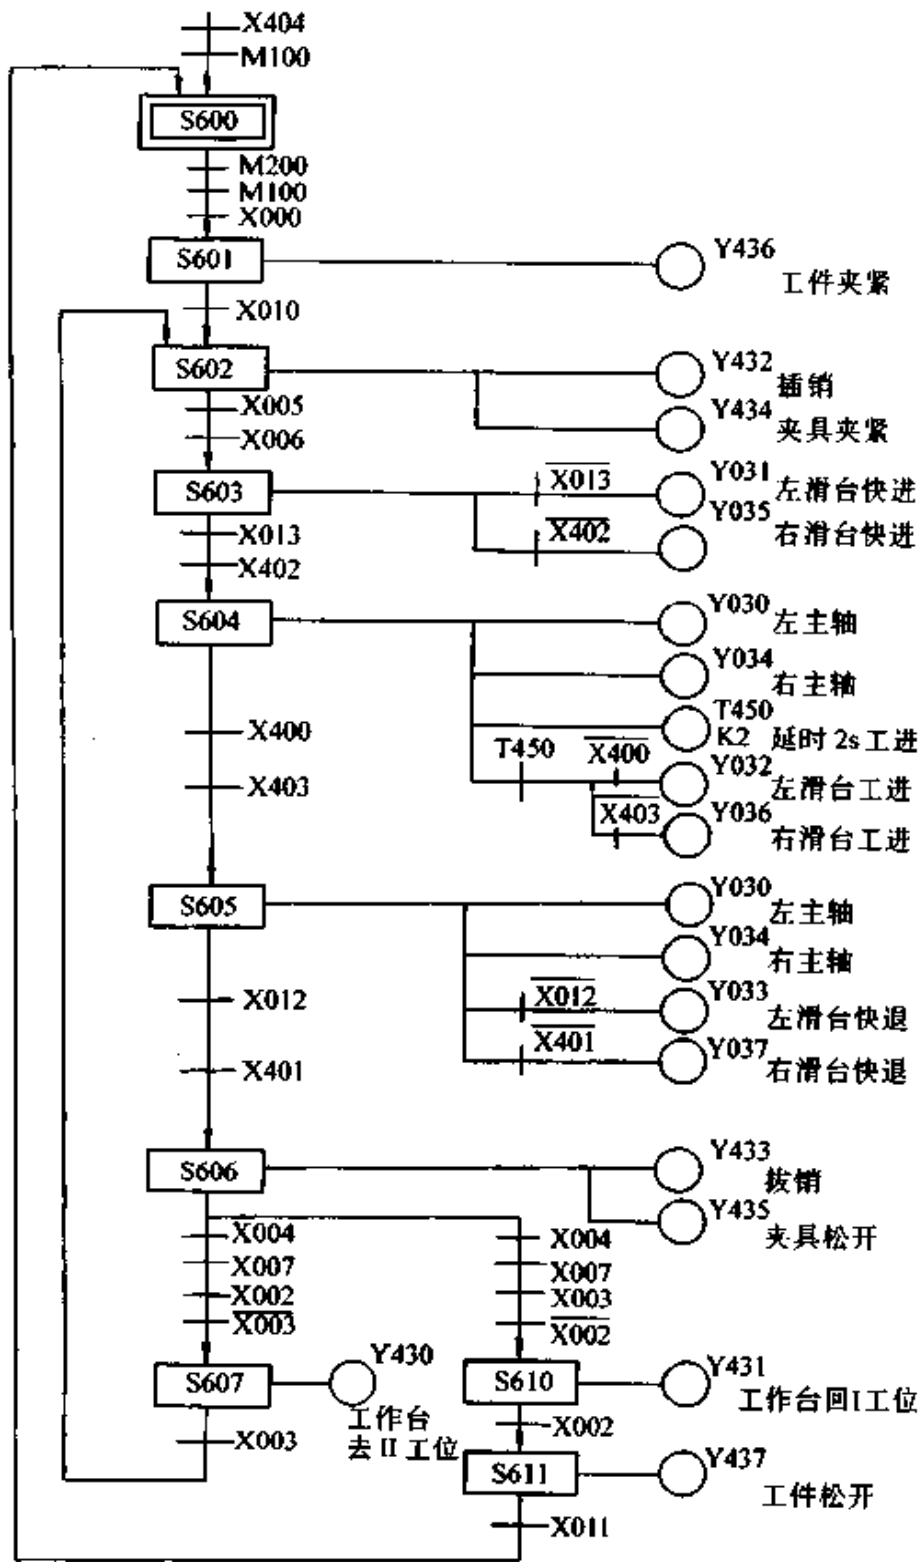 X404
M100
S600
M200
M100
X000
S601
Y436
工件夹紧
X010
S602
Y432
插销
Y434
夹具夹紧
X005
X006
S603
X013
Y031
左滑台快进
X402
Y035
右滑台快进
X013
X402
S604
Y030
左主轴
Y034
右主轴
T450
K2 延时2s工进
X400
X403
T450
X400
Y032
左滑台工进
X403
Y036
右滑台工进
S605
Y030
左主轴
Y034
右主轴
X012
X012
Y033
左滑台快退
X401
X401
Y037
右滑台快退
S606
Y433
拔销
Y435
夹具松开
X004
X007
X002
X003
X004
X007
X003
X002
S607
Y430
工作台
去II工位
X003
S610
Y431
工作台回I工位
X002
S611
Y437
工件松开
X011